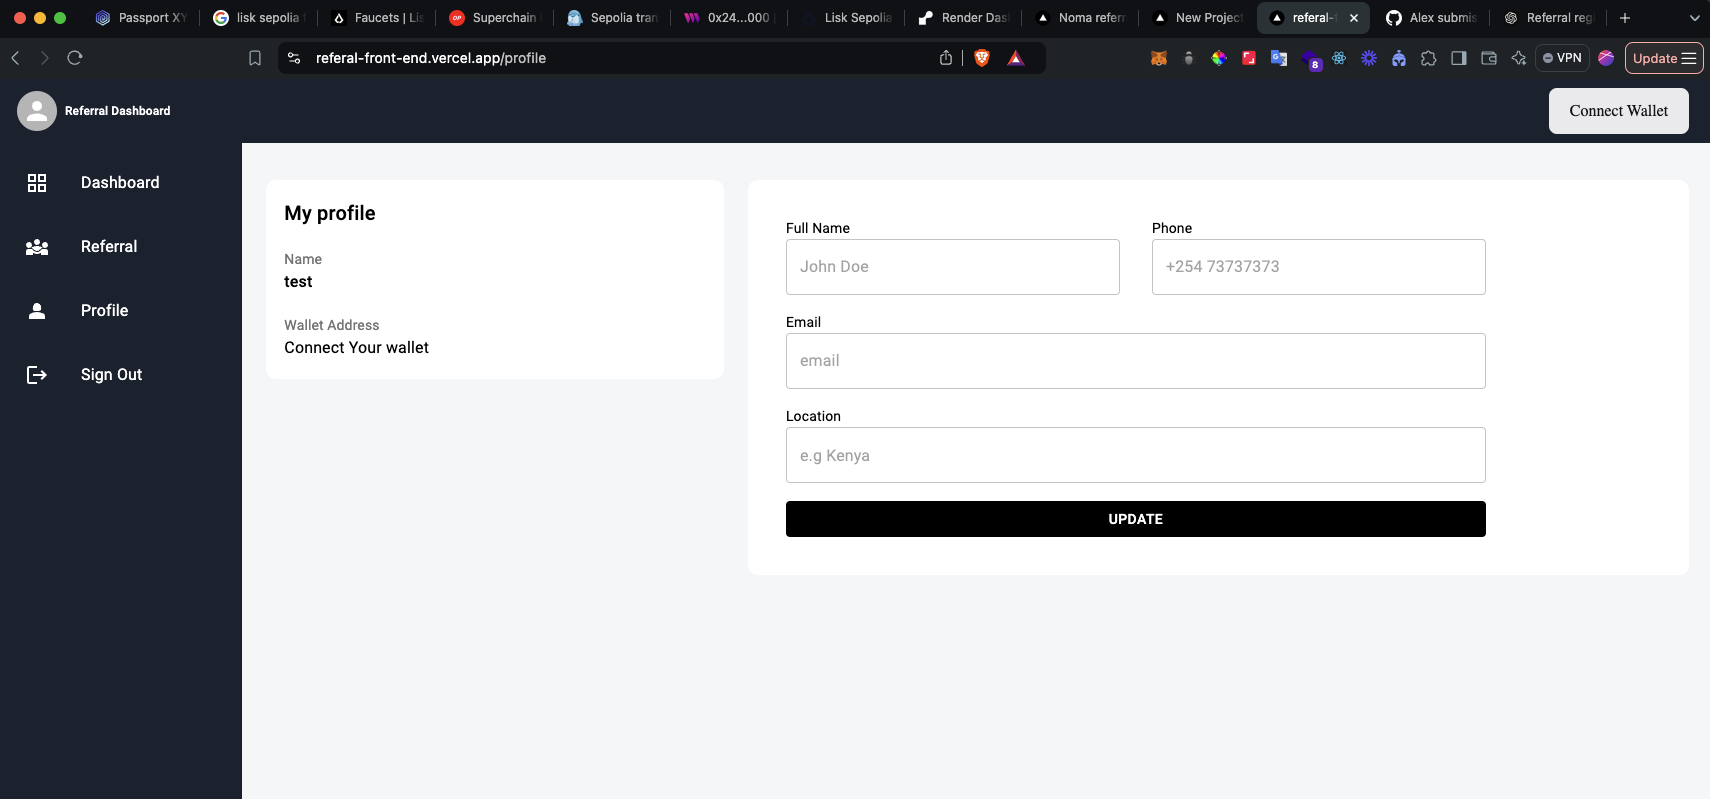 Passport XY
lisk sepolia
Faucets | Lis
Superchain
Sepolia tran
0x24...000
Lisk Sepolia
Render Das
Noma referr
New Project
referal-
Alex submis
Referral reg
referal-front-end.vercel.app/profile
8
VPN
Update
Referral Dashboard
Connect Wallet
Dashboard
Referral
Profile
Sign Out
My profile
Name
test
Wallet Address
Connect Your wallet
Full Name
Phone
John Doe
+254 73737373
Email
email
Location
e.g Kenya
UPDATE